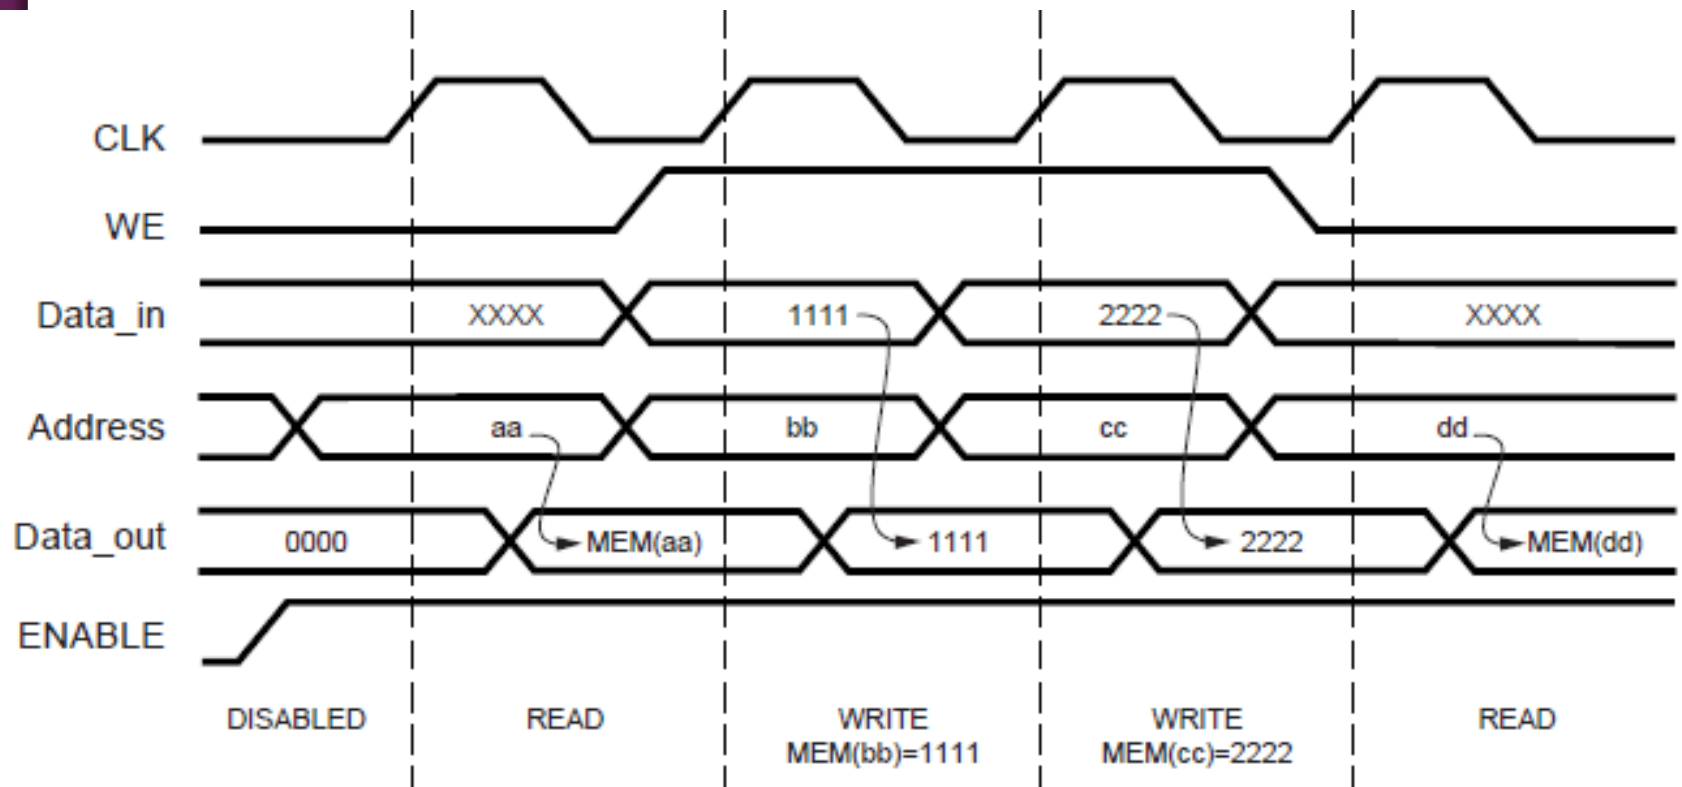 CLK
WE
Data_in XXXX 1111 2222 XXXX
Address aa bb cc dd
Data_out 0000 MEM(aa) 1111 2222 MEM(dd)
ENABLE
DISABLED READ WRITE WRITE READ
MEM(bb)=1111 MEM(cc)=2222